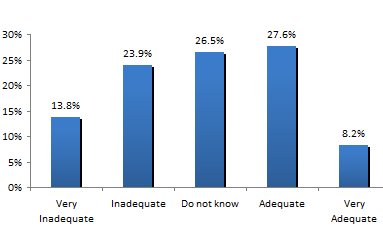 30%
25%
20%
15%
10%
5%
0%
13.8%
23.9%
26.5%
27.6%
8.2%
Very
Inadequate
Inadequate
Do not know
Adequate
Very
Adequate